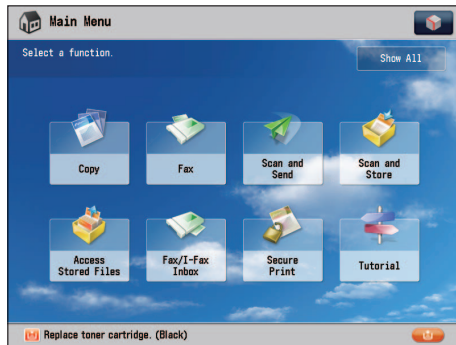 Main Menu
Select a function.
Show All
Copy
Fax
Scan and
Send
Scan and
Store
Access
Stored Files
Fax/I-Fax
Inbox
Secure
Print
Tutorial
Replace toner cartridge. (Black)